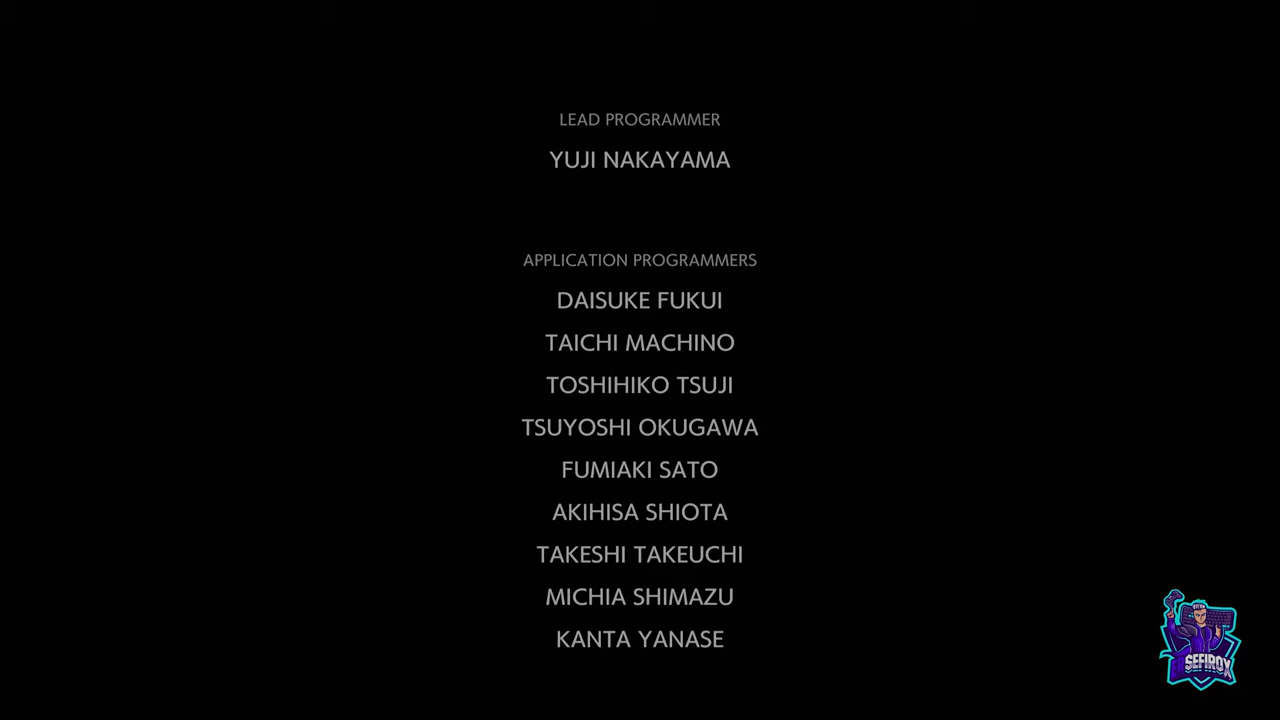 LEAD PROGRAMMER
YUJI NAKAYAMA
APPLICATION PROGRAMMERS
DAISUKE FUKUI
TAICHI MACHINO
TOSHIHIKO TSUJI
TSUYOSHI OKUGAWA
FUMIAKI SATO
AKIHISA SHIOTA
TAKESHI TAKEUCHI
MICHIA SHIMAZU
KANTA YANASE
SEFIROX